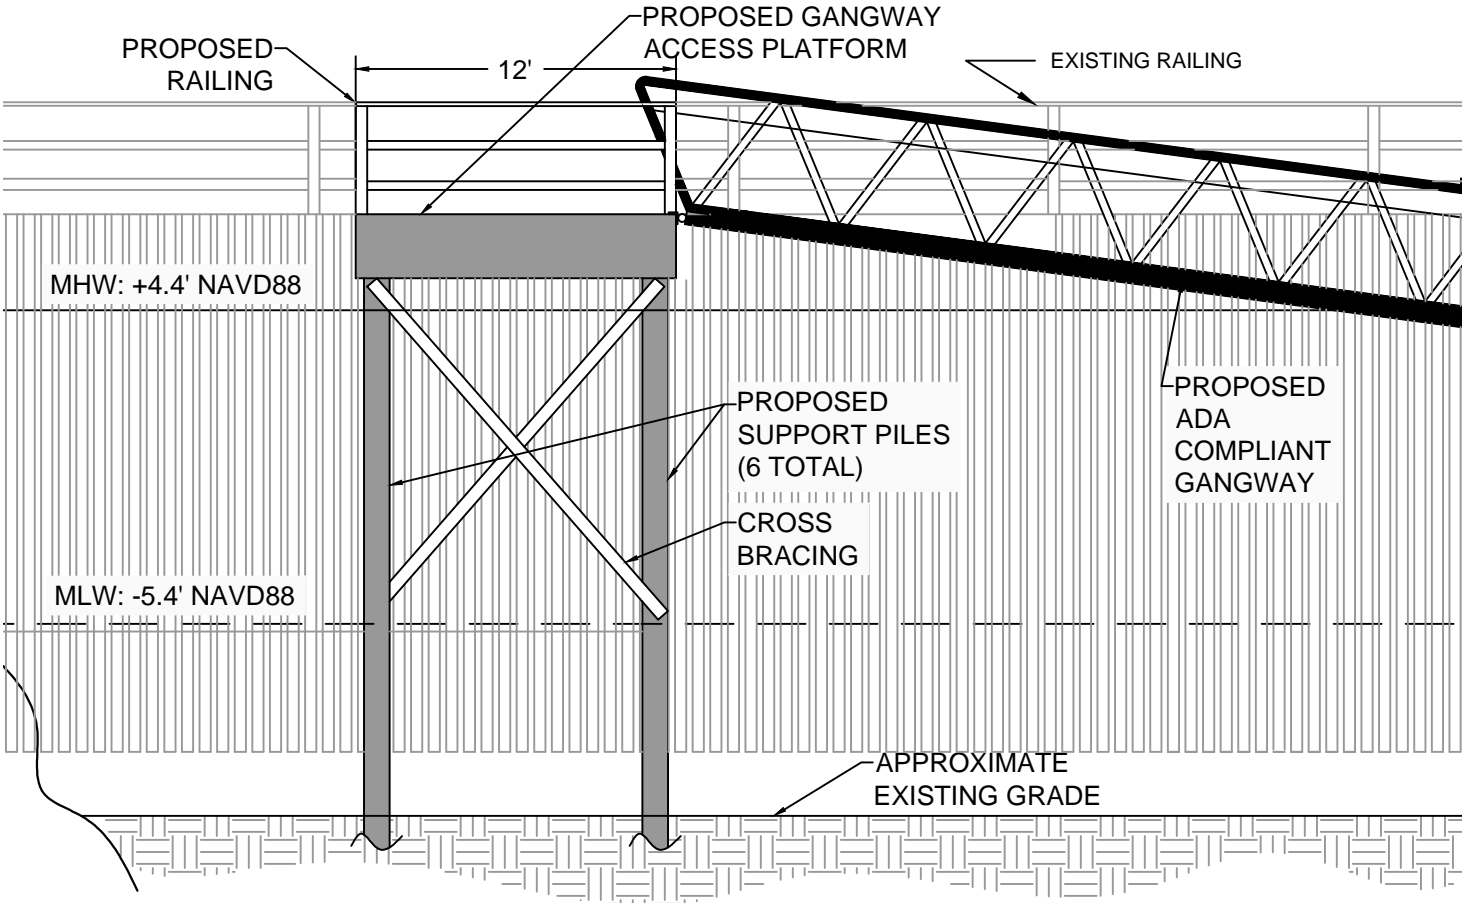 PROPOSED GANGWAY
ACCESS PLATFORM
PROPOSED
RAILING
12'
EXISTING RAILING
MHW: +4.4' NAVD88
PROPOSED
SUPPORT PILES
(6 TOTAL)
PROPOSED
ADA
COMPLIANT
GANGWAY
CROSS
BRACING
MLW: -5.4' NAVD88
APPROXIMATE
EXISTING GRADE